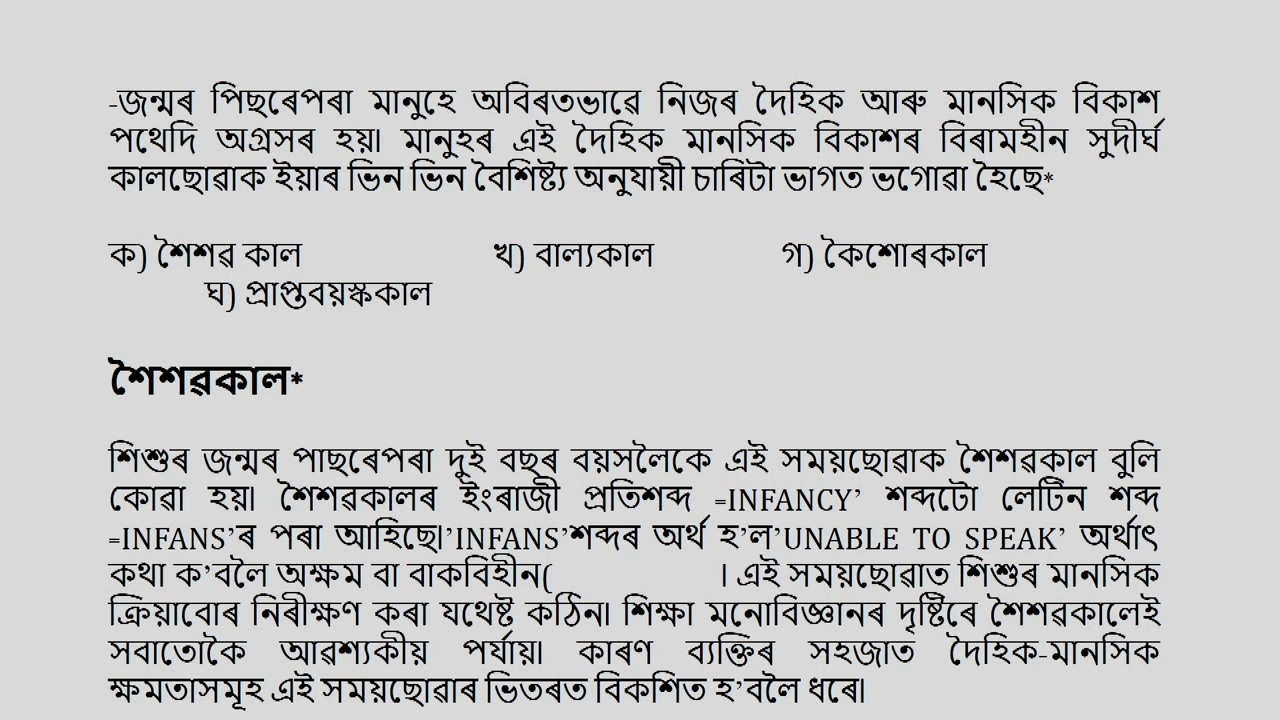 -জন্মৰ পিছৰেপৰা মানুহে অবিৰতভাৱে নিজৰ দৈহিক আৰু মানসিক বিকাশ
পথেদি অগ্ৰসৰ হয়। মানুহৰ এই দৈহিক মানসিক বিকাশৰ বিৰামহীন সুদীৰ্ঘ
কালছোৱাক ইয়াৰ ভিন ভিন বৈশিষ্ট্য অনুযায়ী চাৰিটা ভাগত ভগোৱা হৈছে*
ক) শৈশৱ কাল খ) বাল্যকাল গ) কৈশোৰকাল
ঘ) প্ৰাপ্তবয়স্ককাল
শৈশৱকাল*
শিশুৰ জন্মৰ পাছৰেপৰা দুই বছৰ বয়সলৈকে এই সময়ছোৱাক শৈশৱকাল বুলি
কোৱা হয়। শৈশৱকালৰ ইংৰাজী প্ৰতিশব্দ =INFANCY’ শব্দটো লেটিন শব্দ
=INFANS’ৰ পৰা আহিছে।’INFANS’শব্দৰ অৰ্থ হ’ল’UNABLE TO SPEAK’ অৰ্থাৎ
কথা ক’বলৈ অক্ষম বা বাকবিহীন( । এই সময়ছোৱাত শিশুৰ মানসিক
ক্ৰিয়াবোৰ নিৰীক্ষণ কৰা যথেষ্ট কঠিন। শিক্ষা মনোবিজ্ঞানৰ দৃষ্টিৰে শৈশৱকালেই
সবাতোকৈ আৱশ্যকীয় পৰ্যায়। কাৰণ ব্যক্তিৰ সহজাত দৈহিক-মানসিক
ক্ষমতাসমূহ এই সময়ছোৱাৰ ভিতৰত বিকশিত হ’বলৈ ধৰে।